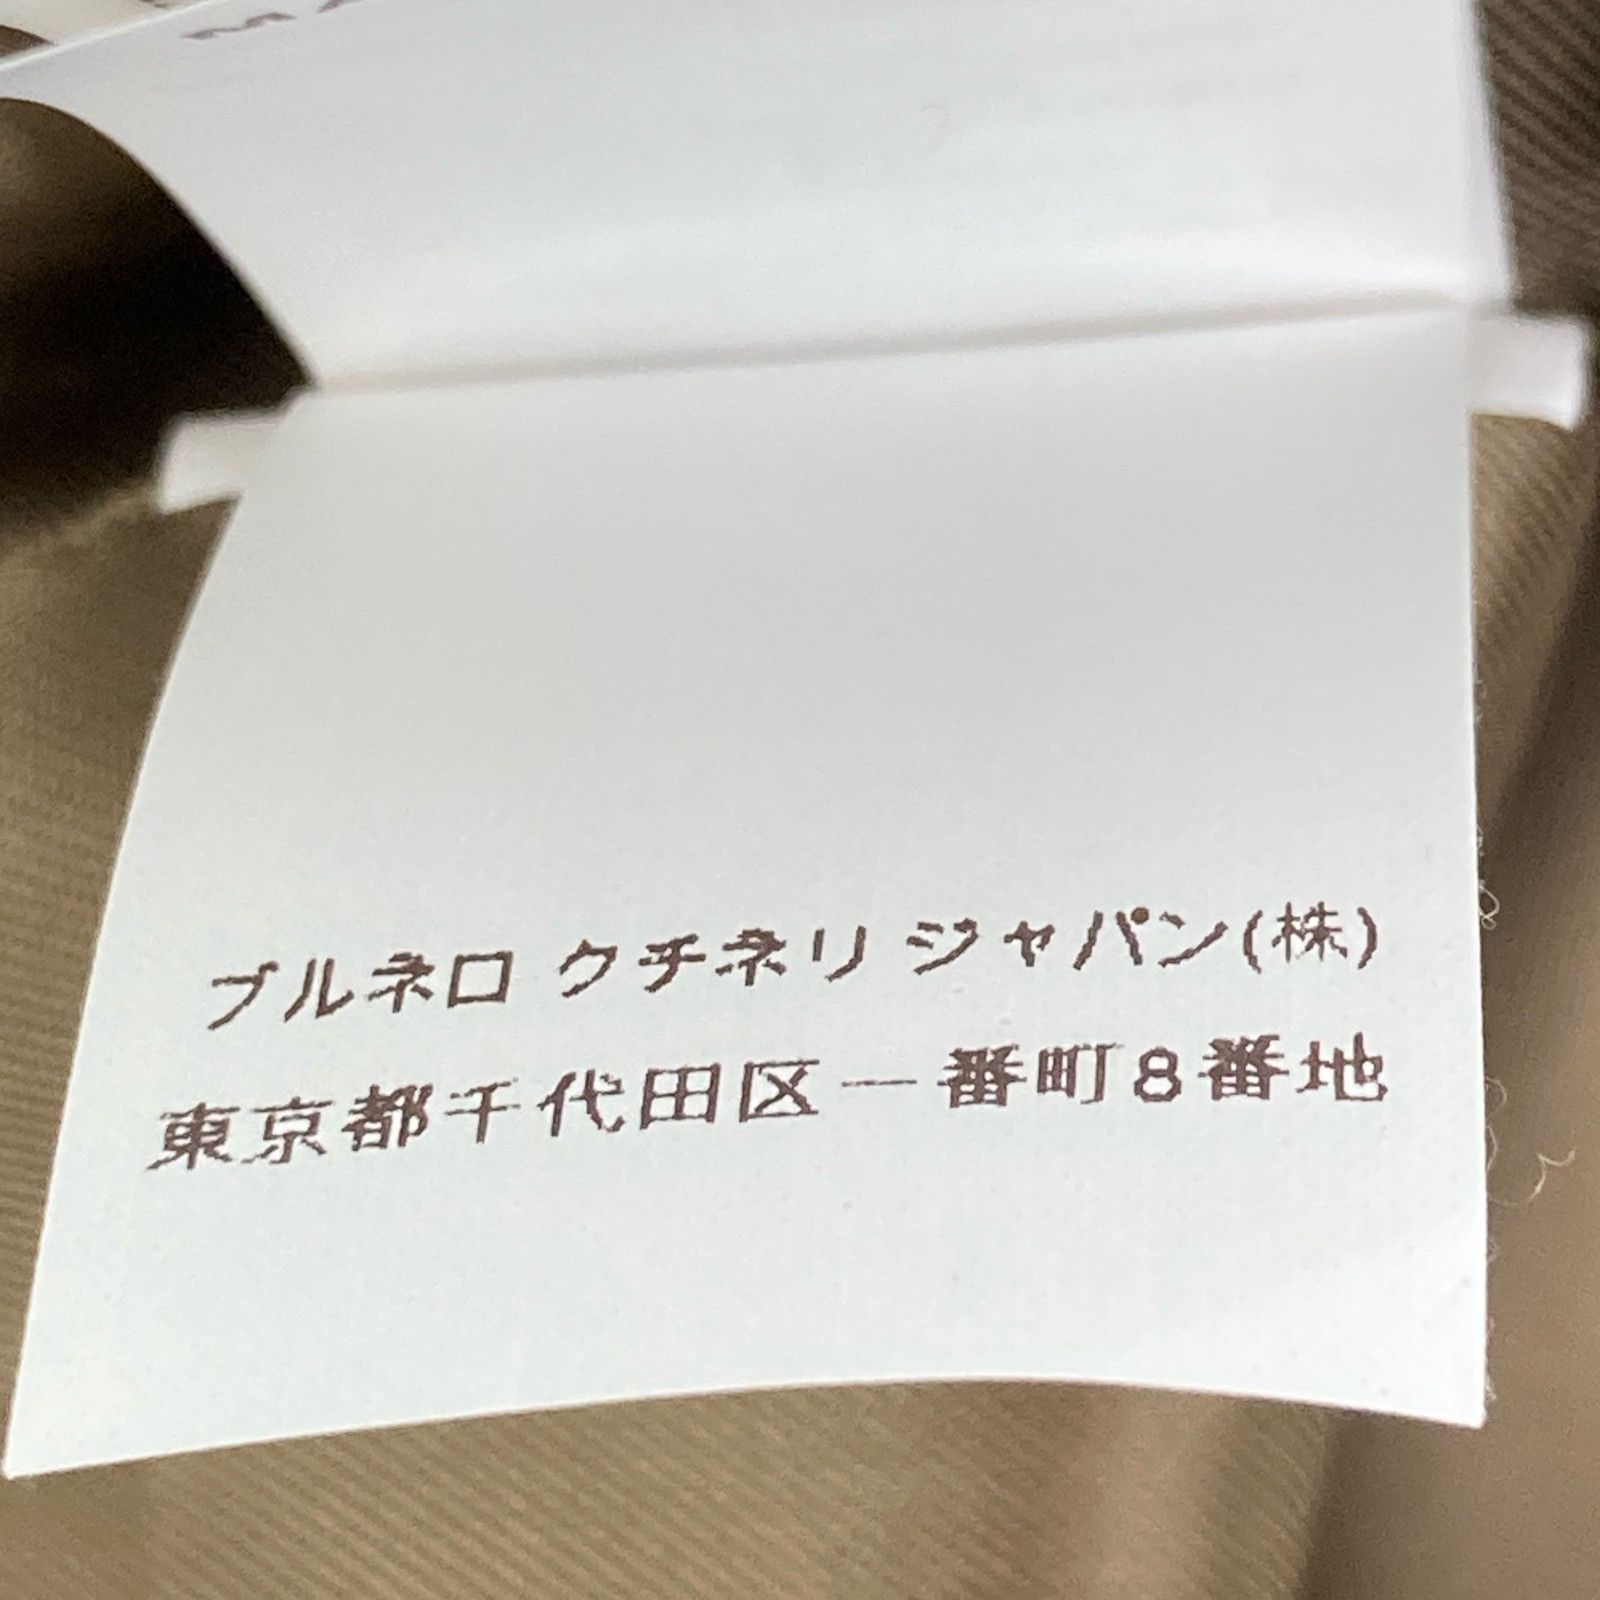 ブルネロ クチネリ ジャパン(株)
東京都千代田区一番町8番地